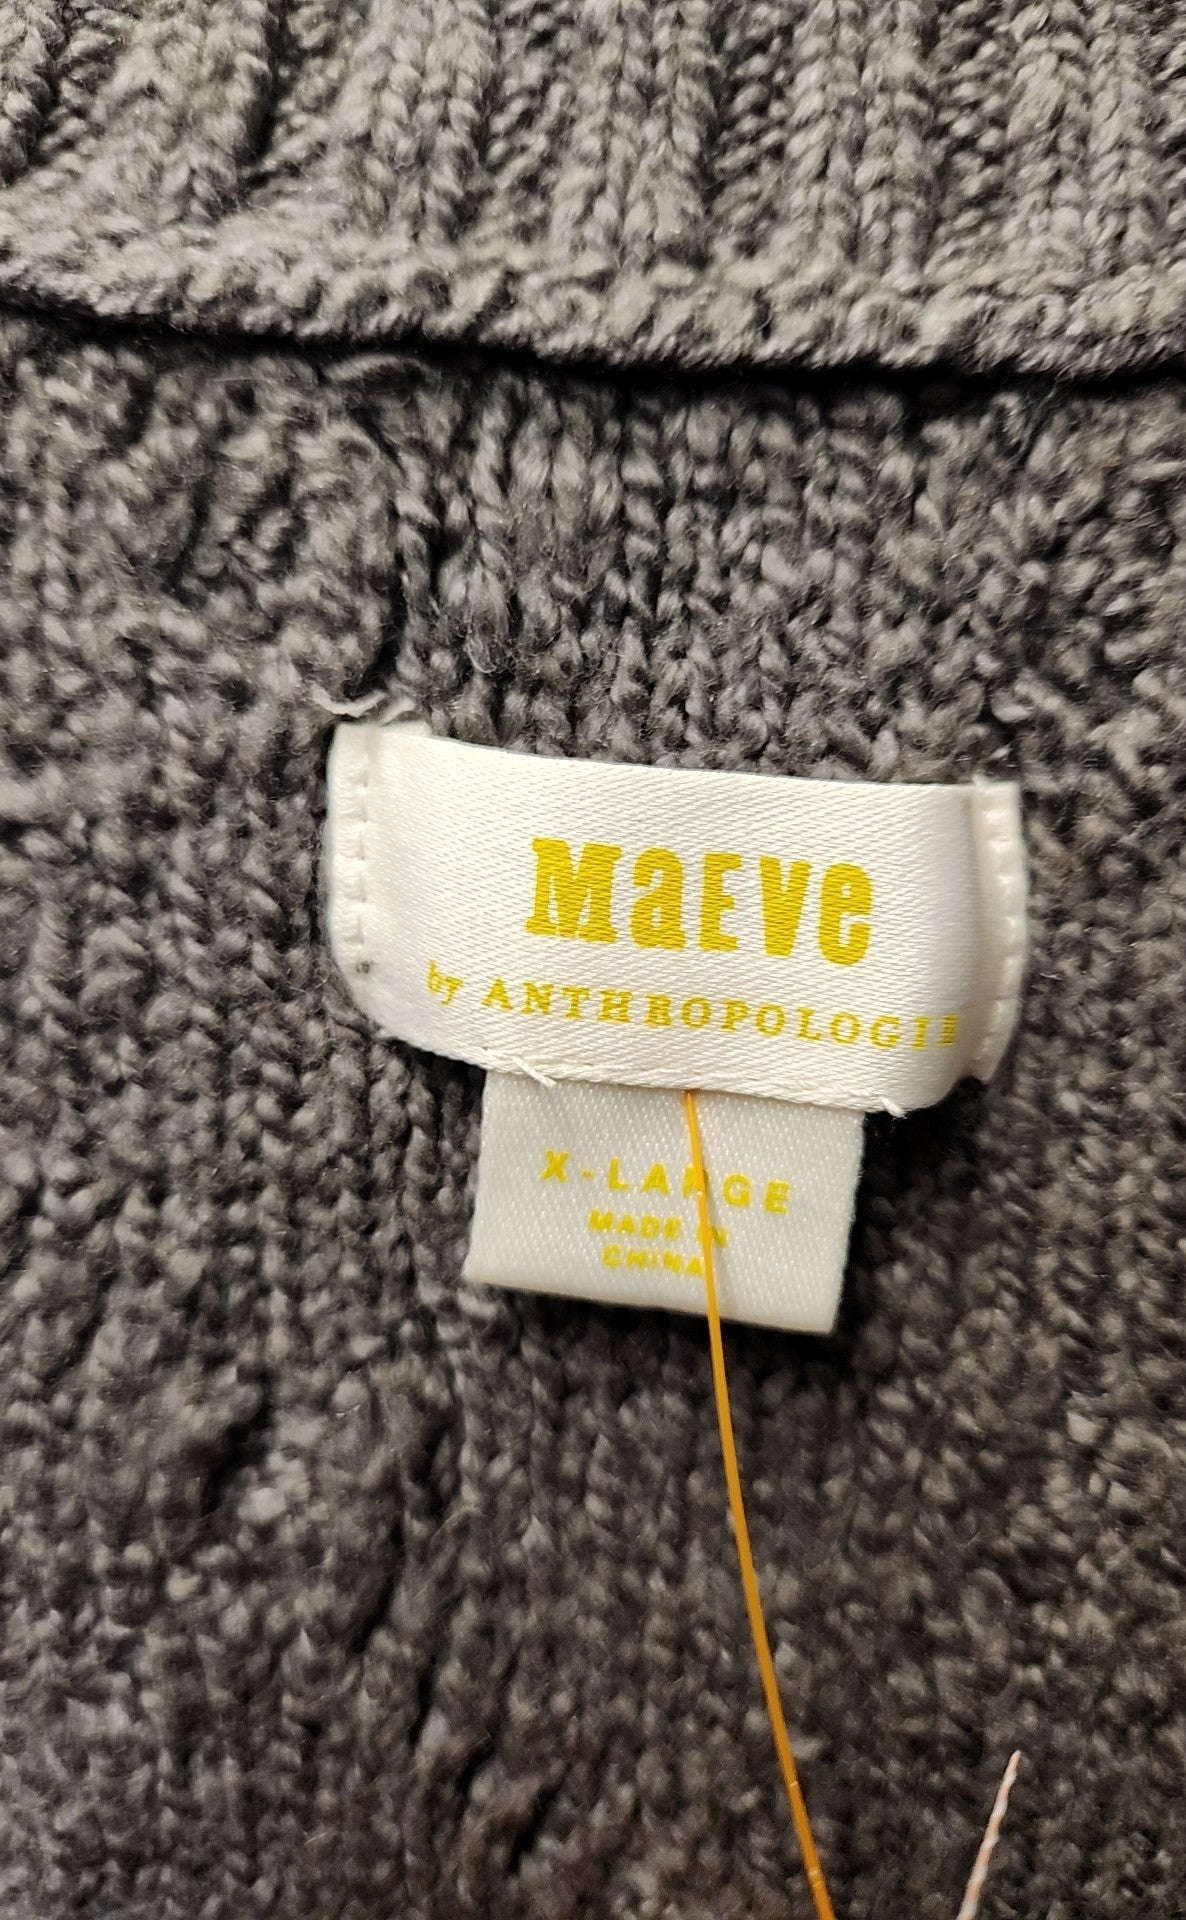 Maeve
by ANTHROPOLOGIE
X-LARGE
MADE IN
CHINA